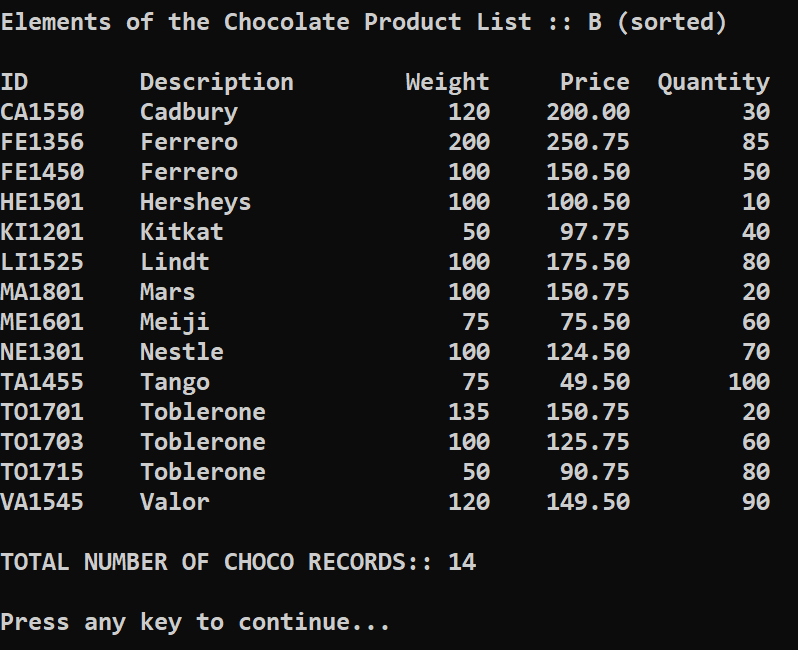 Elements of the Chocolate Product List :: B (sorted)
ID Description Weight Price Quantity
CA1550 Cadbury 120 200.00 30
FE1356 Ferrero 200 250.75 85
FE1450 Ferrero 100 150.50 50
HE1501 Hersheys 100 100.50 10
KI1201 Kitkat 50 97.75 40
LI1525 Lindt 100 175.50 80
MA1801 Mars 100 150.75 20
ME1601 Meiji 75 75.50 60
NE1301 Nestle 100 124.50 70
TA1455 Tango 75 49.50 100
TO1701 Toblerone 135 150.75 20
TO1703 Toblerone 100 125.75 60
TO1715 Toblerone 50 90.75 80
VA1545 Valor 120 149.50 90
TOTAL NUMBER OF CHOCO RECORDS:: 14
Press any key to continue...